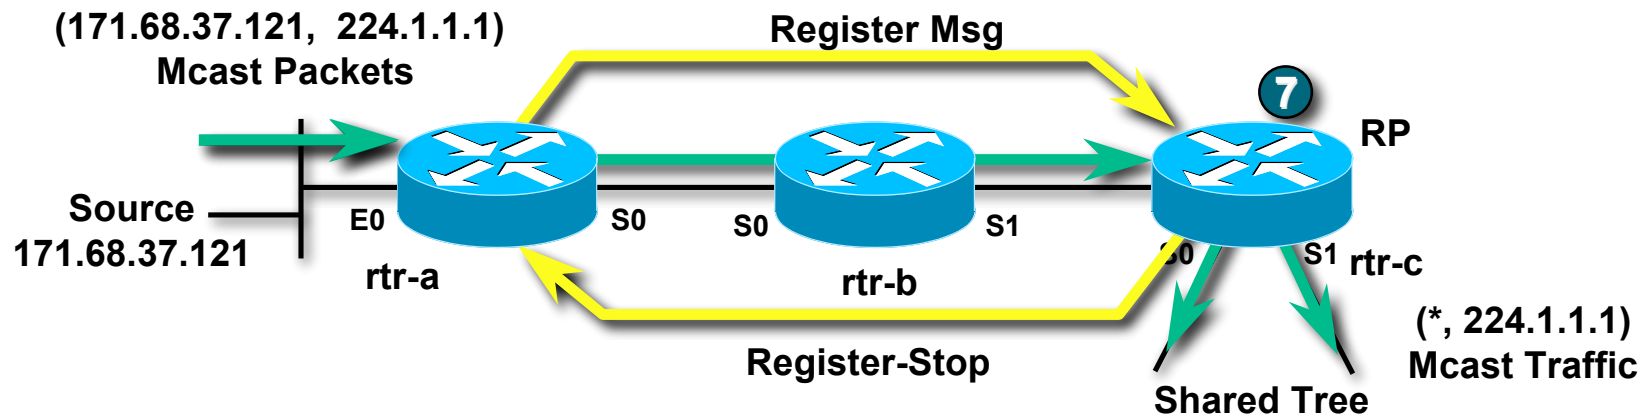 (171.68.37.121,  224.1.1.1)
Mcast Packets
Register Msg
7
RP
Source
171.68.37.121
E0
S0
S0
S1
S0
S1
rtr-a
rtr-b
rtr-c
Register-Stop
(*, 224.1.1.1)
Mcast Traffic
Shared Tree